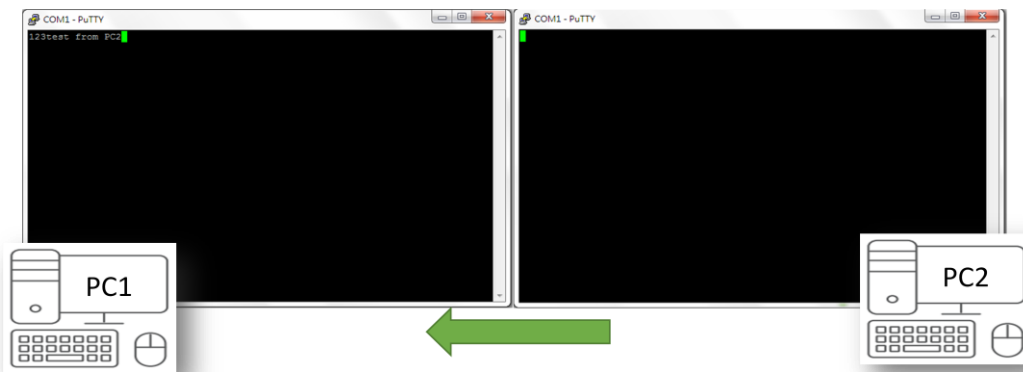 COM1 - PuTTY
123test from PC2
COM1 - PuTTY
PC1
PC2